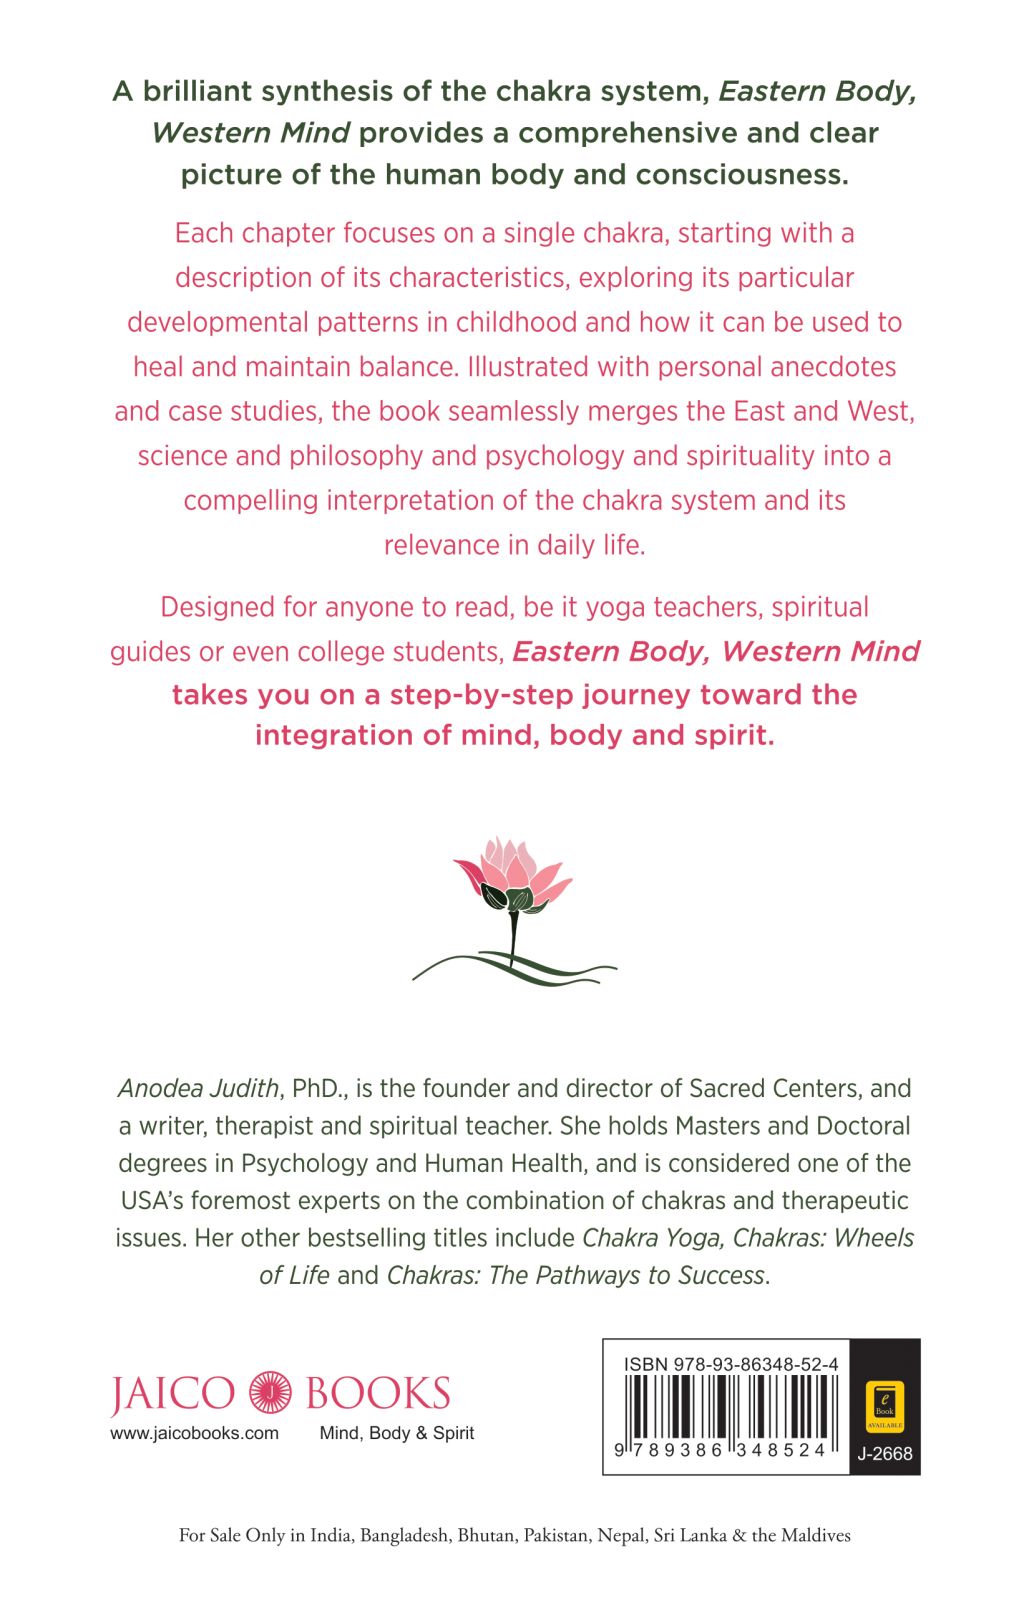 A brilliant synthesis of the chakra system, Eastern Body,
Western Mind provides a comprehensive and clear
picture of the human body and consciousness.
Each chapter focuses on a single chakra, starting with a
description of its characteristics, exploring its particular
developmental patterns in childhood and how it can be used to
heal and maintain balance. Illustrated with personal anecdotes
and case studies, the book seamlessly merges the East and West,
science and philosophy and psychology and spirituality into a
compelling interpretation of the chakra system and its
relevance in daily life.
Designed for anyone to read, be it yoga teachers, spiritual
guides or even college students, Eastern Body, Western Mind
takes you on a step-by-step journey toward the
integration of mind, body and spirit.
Anodea Judith, PhD., is the founder and director of Sacred Centers, and
a writer, therapist and spiritual teacher. She holds Masters and Doctoral
degrees in Psychology and Human Health, and is considered one of the
USA's foremost experts on the combination of chakras and therapeutic
issues. Her other bestselling titles include Chakra Yoga, Chakras: Wheels
of Life and Chakras: The Pathways to Success.
JAICO J BOOKS
www.jaicobooks.com Mind, Body & Spirit
ISBN 978-93-86348-52-4
9 789386 348524
e
Book
AVAILABLE
J-2668
For Sale Only in India, Bangladesh, Bhutan, Pakistan, Nepal, Sri Lanka & the Maldives